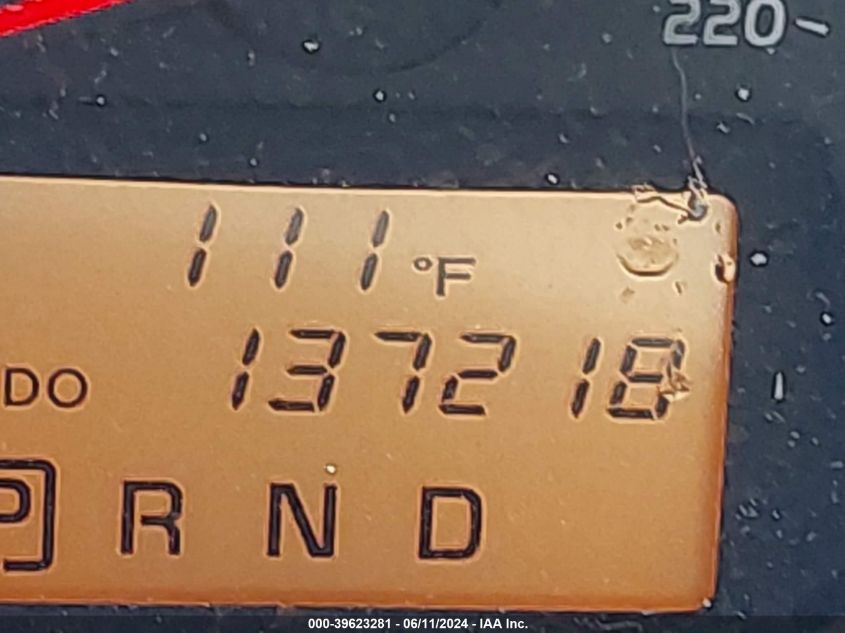 220
111 °F
DO 137218
P R N D
000-39623281 - 06/11/2024 - IAA Inc.